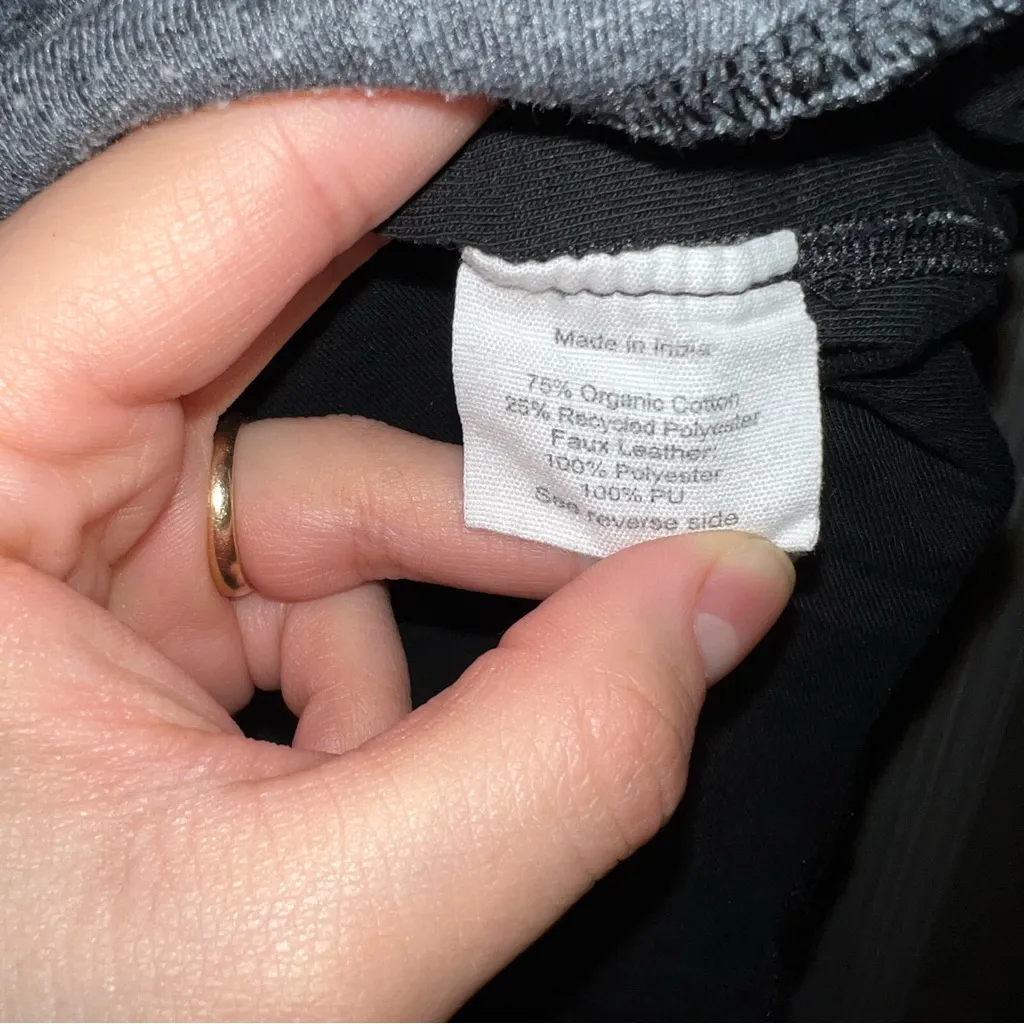 Made in India
75% Organic Cotton
25% Recycled Polyester
Faux Leather:
100% Polyester
100% PU
See reverse side